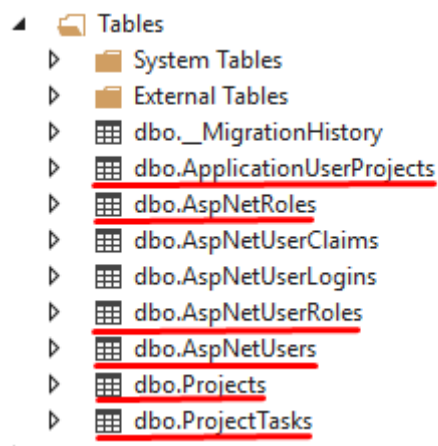 Tables
System Tables
External Tables
dbo.__MigrationHistory
dbo.ApplicationUserProjects
dbo.AspNetRoles
dbo.AspNetUserClaims
dbo.AspNetUserLogins
dbo.AspNetUserRoles
dbo.AspNetUsers
dbo.Projects
dbo.ProjectTasks